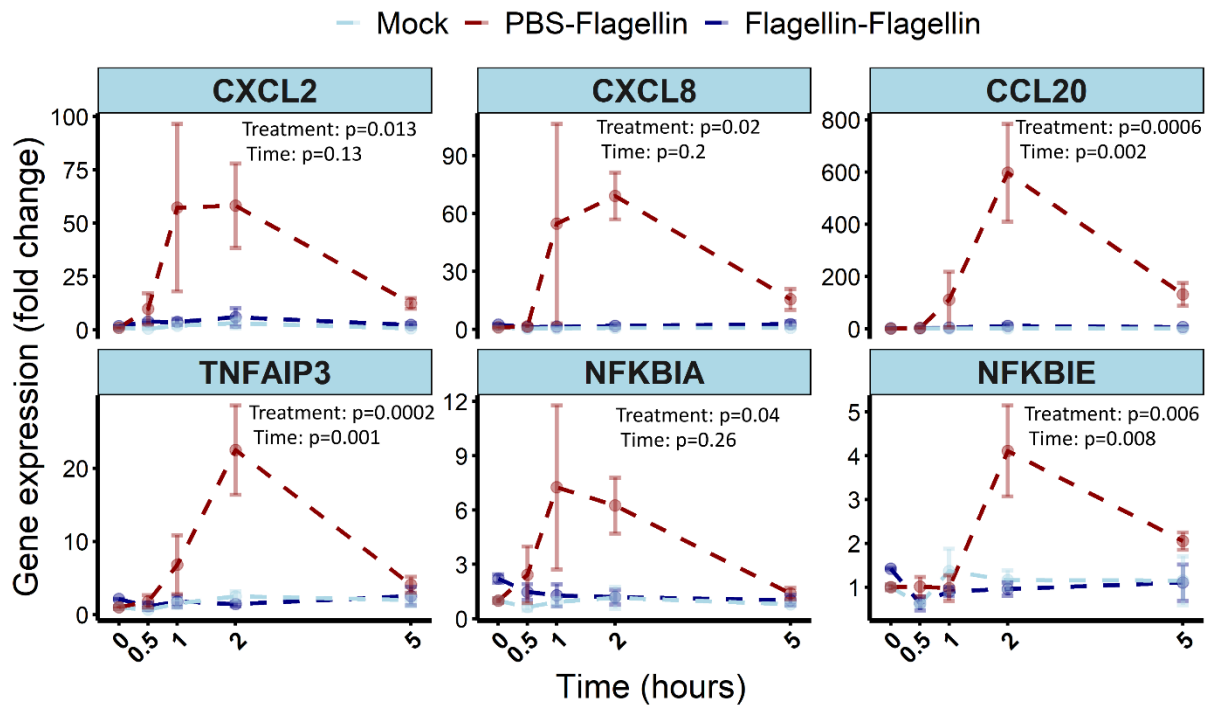 Mock PBS-Flagellin Flagellin-Flagellin
Gene expression (fold change)
CXCL2
Treatment: p=0.013
Time: p=0.13
100
75
50
25
0
CXCL8
Treatment: p=0.02
Time: p=0.2
90
60
30
0
CCL20
Treatment: p=0.0006
Time: p=0.002
800
600
400
200
0
TNFAIP3
Treatment: p=0.0002
Time: p=0.001
20
10
0
0 0.5 1 2 5
NFKBIA
Treatment: p=0.04
Time: p=0.26
12
9
6
3
0
0 0.5 1 2 5
NFKBIE
Treatment: p=0.006
Time: p=0.008
5
4
3
2
1
0 0.5 1 2 5
Time (hours)